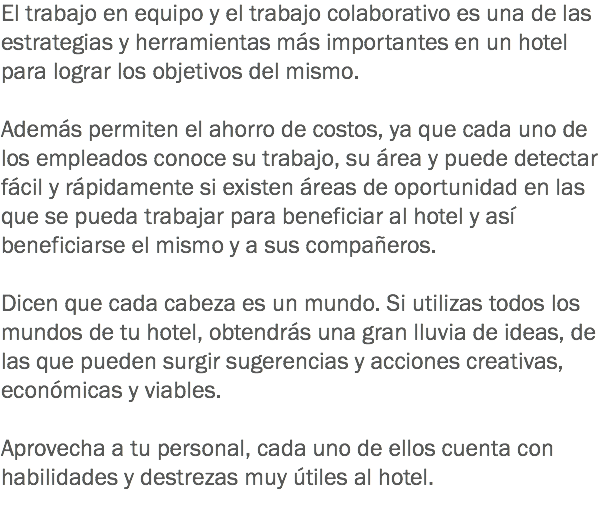 El trabajo en equipo y el trabajo colaborativo es una de las
estrategias y herramientas más importantes en un hotel
para lograr los objetivos del mismo.
Además permiten el ahorro de costos, ya que cada uno de
los empleados conoce su trabajo, su área y puede detectar
fácil y rápidamente si existen áreas de oportunidad en las
que se pueda trabajar para beneficiar al hotel y así
beneficiarse el mismo y a sus compañeros.
Dicen que cada cabeza es un mundo. Si utilizas todos los
mundos de tu hotel, obtendrás una gran lluvia de ideas, de
las que pueden surgir sugerencias y acciones creativas,
económicas y viables.
Aprovecha a tu personal, cada uno de ellos cuenta con
habilidades y destrezas muy útiles al hotel.